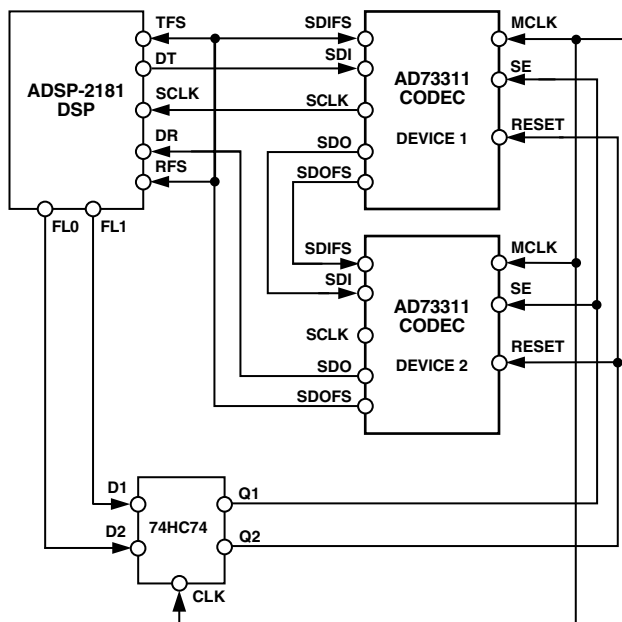 TFS
DT
SCLK
DR
RFS
ADSP-2181
DSP
FL0
FL1
SDIFS
SDI
SCLK
SDO
SDOFS
AD73311
CODEC
DEVICE 1
MCLK
SE
RESET
SDIFS
SDI
SCLK
SDO
SDOFS
AD73311
CODEC
DEVICE 2
MCLK
SE
RESET
D1
D2
74HC74
Q1
Q2
CLK